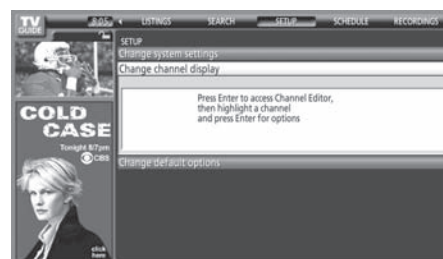 TV
GUIDE
8:05
LISTINGS
SEARCH
SETUP
SCHEDULE
RECORDINGS
SETUP
Change system settings
Change channel display
Press Enter to access Channel Editor,
then highlight a channel
and press Enter for options
Change default options
COLD
CASE
Tonight 8/7pm
CBS
click
here